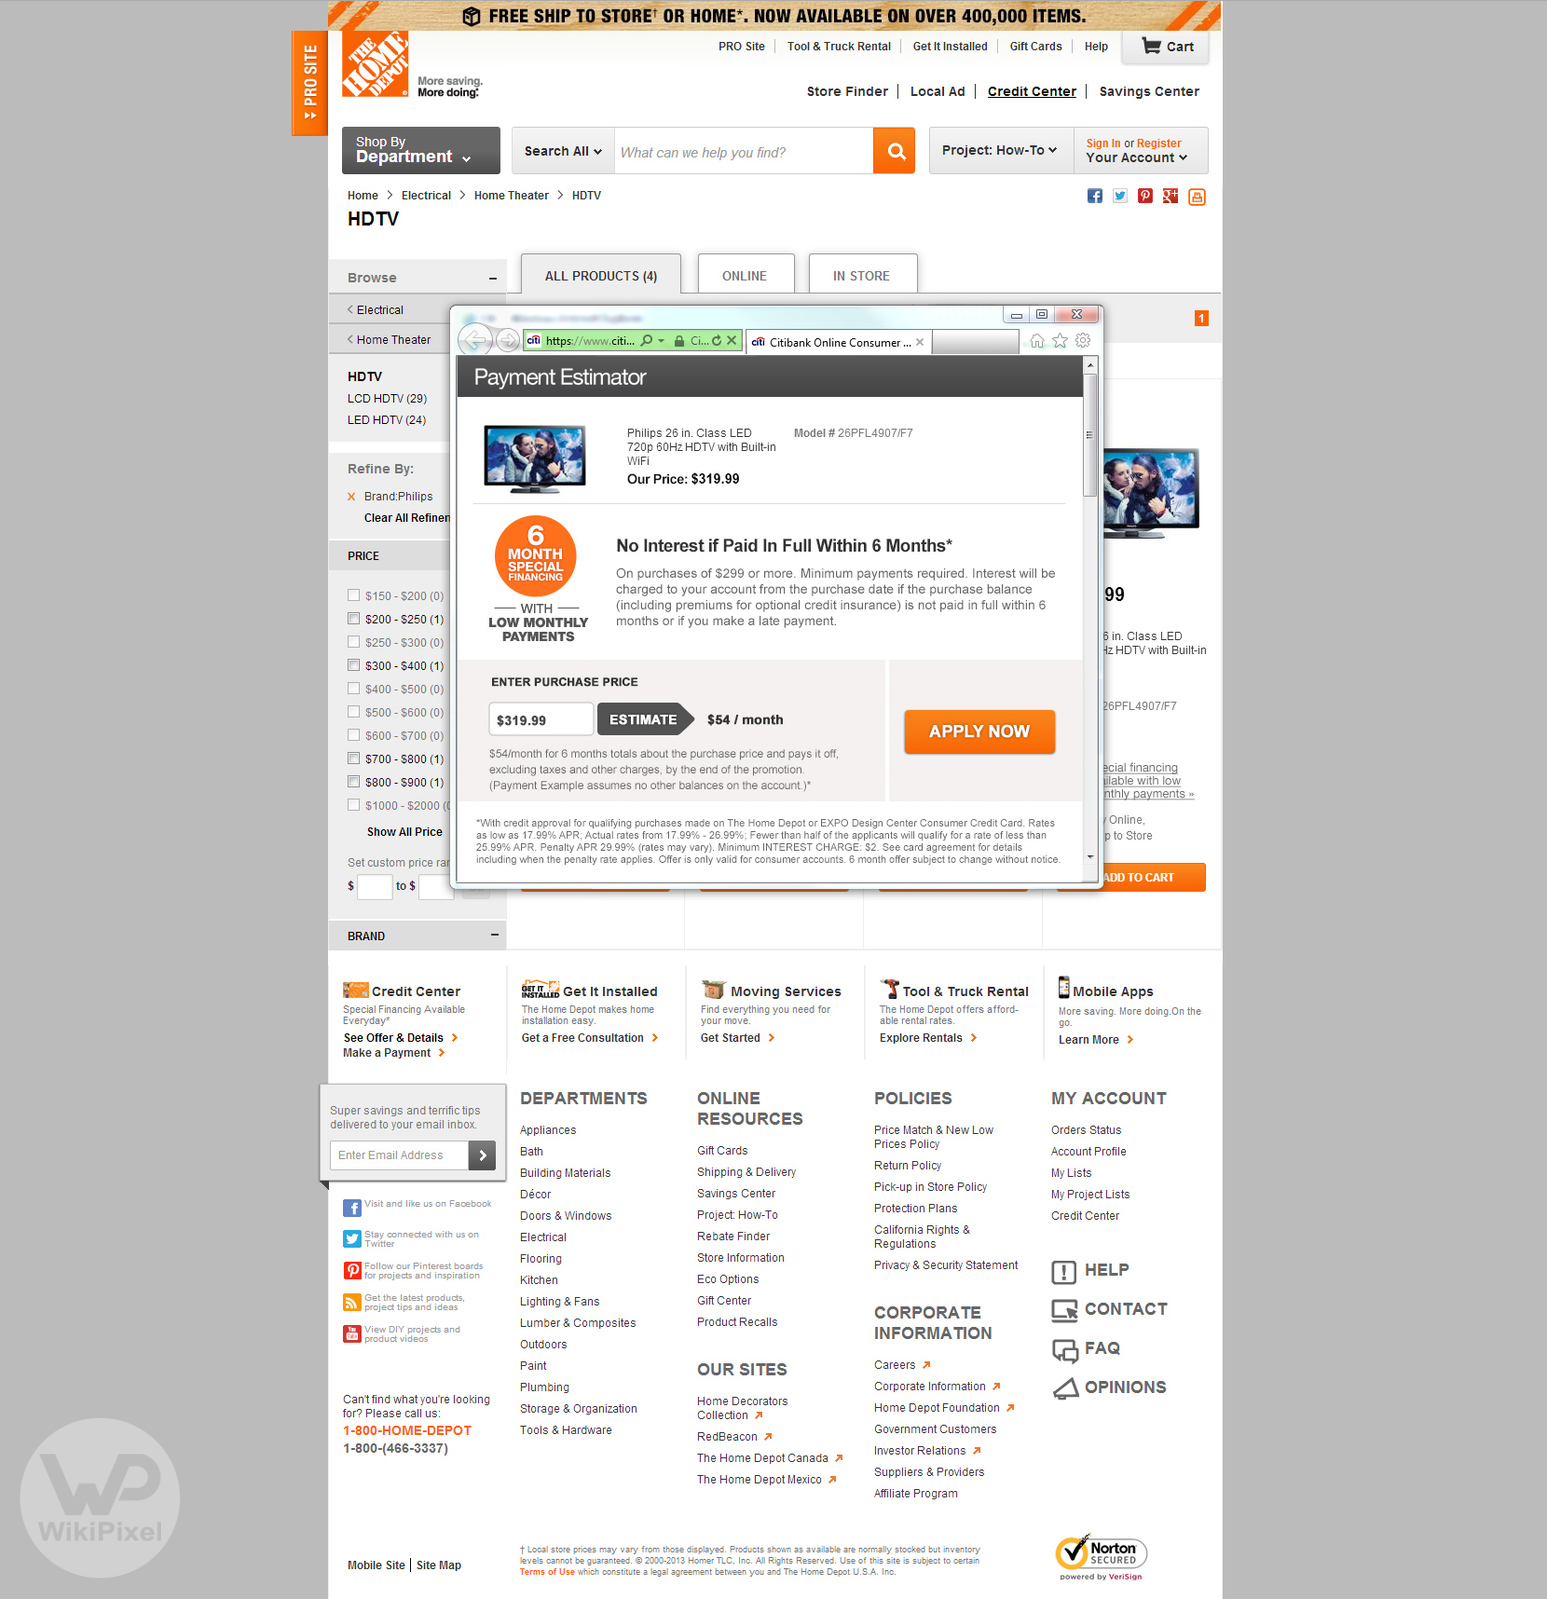 FREE SHIP TO STORE† OR HOME*. NOW AVAILABLE ON OVER 400,000 ITEMS.
PRO SITE
THE HOME DEPOT
More saving.
More doing.
PRO Site | Tool & Truck Rental | Get It Installed | Gift Cards | Help
Cart
Store Finder | Local Ad | Credit Center | Savings Center
Shop By
Department
Search All
What can we help you find?
Project: How-To
Sign In or Register
Your Account
Home > Electrical > Home Theater > HDTV
HDTV
Browse
ALL PRODUCTS (4)
ONLINE
IN STORE
< Electrical
< Home Theater
1
HDTV
LCD HDTV (29)
LED HDTV (24)
Refine By:
X Brand:Philips
Clear All Refinen
PRICE
$150 - $200 (0)
$200 - $250 (1)
$250 - $300 (0)
$300 - $400 (1)
$400 - $500 (0)
$500 - $600 (0)
$600 - $700 (0)
$700 - $800 (1)
$800 - $900 (1)
$1000 - $2000 (0
Show All Price
Set custom price rar
$ to $
BRAND
citi https://www.citi...
Ci...
citi Citibank Online Consumer ...
Payment Estimator
Philips 26 in. Class LED
720p 60Hz HDTV with Built-in
WiFi
Our Price: $319.99
Model # 26PFL4907/F7
6
MONTH
SPECIAL
FINANCING
WITH
LOW MONTHLY
PAYMENTS
No Interest if Paid In Full Within 6 Months*
On purchases of $299 or more. Minimum payments required. Interest will be
charged to your account from the purchase date if the purchase balance
(including premiums for optional credit insurance) is not paid in full within 6
months or if you make a late payment.
ENTER PURCHASE PRICE
$319.99
ESTIMATE
$54 / month
$54/month for 6 months totals about the purchase price and pays it off,
excluding taxes and other charges, by the end of the promotion.
(Payment Example assumes no other balances on the account.)*
APPLY NOW
*With credit approval for qualifying purchases made on The Home Depot or EXPO Design Center Consumer Credit Card. Rates
as low as 17.99% APR; Actual rates from 17.99% - 26.99%; Fewer than half of the applicants will qualify for a rate of less than
25.99% APR. Penalty APR 29.99% (rates may vary). Minimum INTEREST CHARGE: $2. See card agreement for details
including when the penalty rate applies. Offer is only valid for consumer accounts. 6 month offer subject to change without notice.
99
6 in. Class LED
Hz HDTV with Built-in
26PFL4907/F7
ecial financing
ilable with low
nthly payments »
y Online,
p to Store
ADD TO CART
Credit Center
Special Financing Available
Everyday*
See Offer & Details
Make a Payment
GET IT INSTALLED
Get It Installed
The Home Depot makes home
installation easy.
Get a Free Consultation
Moving Services
Find everything you need for
your move.
Get Started
Tool & Truck Rental
The Home Depot offers afford-
able rental rates.
Explore Rentals
Mobile Apps
More saving. More doing.On the
go.
Learn More
Super savings and terrific tips
delivered to your email inbox.
Enter Email Address
Visit and like us on Facebook
Stay connected with us on
Twitter
Follow our Pinterest boards
for projects and inspiration
Get the latest products,
project tips and ideas
View DIY projects and
product videos
Can't find what you're looking
for? Please call us:
1-800-HOME-DEPOT
1-800-(466-3337)
DEPARTMENTS
Appliances
Bath
Building Materials
Décor
Doors & Windows
Electrical
Flooring
Kitchen
Lighting & Fans
Lumber & Composites
Outdoors
Paint
Plumbing
Storage & Organization
Tools & Hardware
ONLINE
RESOURCES
Gift Cards
Shipping & Delivery
Savings Center
Project: How-To
Rebate Finder
Store Information
Eco Options
Gift Center
Product Recalls
OUR SITES
Home Decorators
Collection
RedBeacon
The Home Depot Canada
The Home Depot Mexico
POLICIES
Price Match & New Low
Prices Policy
Return Policy
Pick-up in Store Policy
Protection Plans
California Rights &
Regulations
Privacy & Security Statement
CORPORATE
INFORMATION
Careers
Corporate Information
Home Depot Foundation
Government Customers
Investor Relations
Suppliers & Providers
Affiliate Program
MY ACCOUNT
Orders Status
Account Profile
My Lists
My Project Lists
Credit Center
HELP
CONTACT
FAQ
OPINIONS
WikiPixel
Mobile Site | Site Map
† Local store prices may vary from those displayed. Products shown as available are normally stocked but inventory
levels cannot be guaranteed. © 2000-2013 Homer TLC, Inc. All Rights Reserved. Use of this site is subject to certain
Terms of Use which constitute a legal agreement between you and The Home Depot U.S.A. Inc.
Norton
SECURED
powered by VeriSign